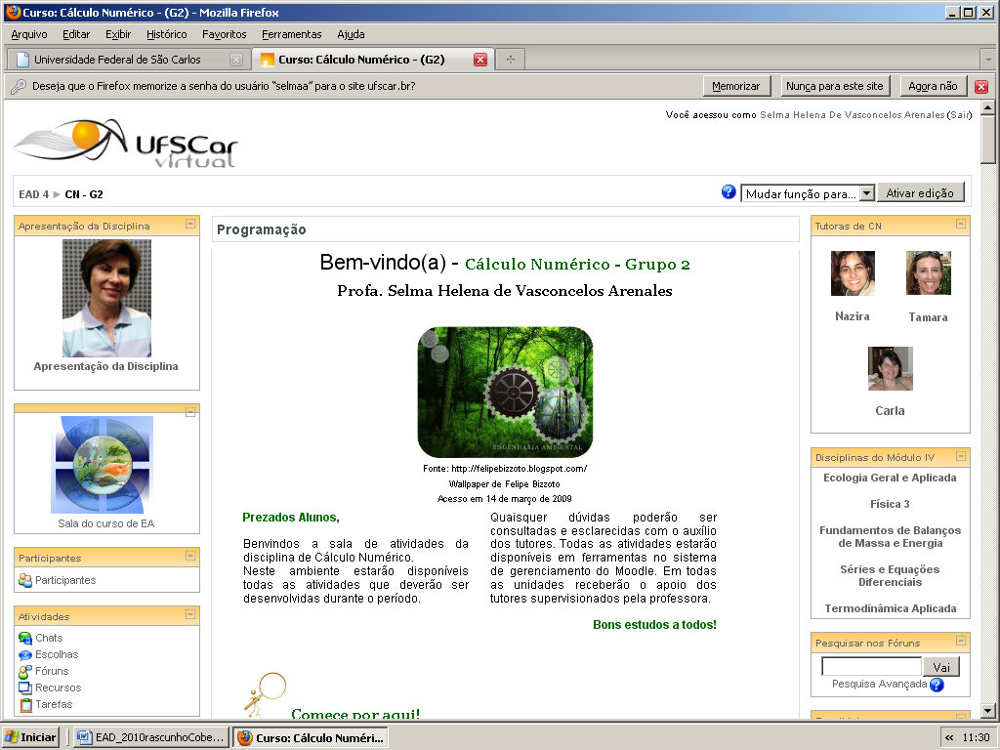 Curso: Cálculo Numérico - (G2) - Mozilla Firefox
Arquivo Editar Exibir Histórico Favoritos Ferramentas Ajuda
Universidade Federal de São Carlos
Curso: Cálculo Numérico - (G2)
Deseja que o Firefox memorize a senha do usuário "selmaa" para o site ufscar.br?
Memorizar
Nunca para este site
Agora não
Você acessou como Selma Helena De Vasconcelos Arenales (Sair)
UFSCar
virtual
EAD 4 ► CN - G2
Mudar função para...
Ativar edição
Apresentação da Disciplina
Apresentação da Disciplina
Sala do curso de EA
Participantes
Participantes
Atividades
Chats
Escolhas
Fóruns
Recursos
Tarefas
Programação
Bem-vindo(a) - Cálculo Numérico - Grupo 2
Profa. Selma Helena de Vasconcelos Arenales
ENGENHARIA AMBIENTAL
Fonte: http://felipebizzoto.blogspot.com/
Wallpaper de Felipe Bizzoto
Acesso em 14 de março de 2009
Prezados Alunos,
Benvindos a sala de atividades da
disciplina de Cálculo Numérico.
Neste ambiente estarão disponíveis
todas as atividades que deverão ser
desenvolvidas durante o período.
Quaisquer dúvidas poderão ser
consultadas e esclarecidas com o auxílio
dos tutores. Todas as atividades estarão
disponíveis em ferramentas no sistema
de gerenciamento do Moodle. Em todas
as unidades receberão o apoio dos
tutores supervisionados pela professora.
Bons estudos a todos!
Comece por aqui!
Tutoras de CN
Nazira
Tamara
Carla
Disciplinas do Módulo IV
Ecologia Geral e Aplicada
Física 3
Fundamentos de Balanços
de Massa e Energia
Séries e Equações
Diferenciais
Termodinâmica Aplicada
Pesquisar nos Fóruns
Vai
Pesquisa Avançada
Iniciar
EAD_2010rascunhoCobe...
Curso: Cálculo Numéri...
11:30